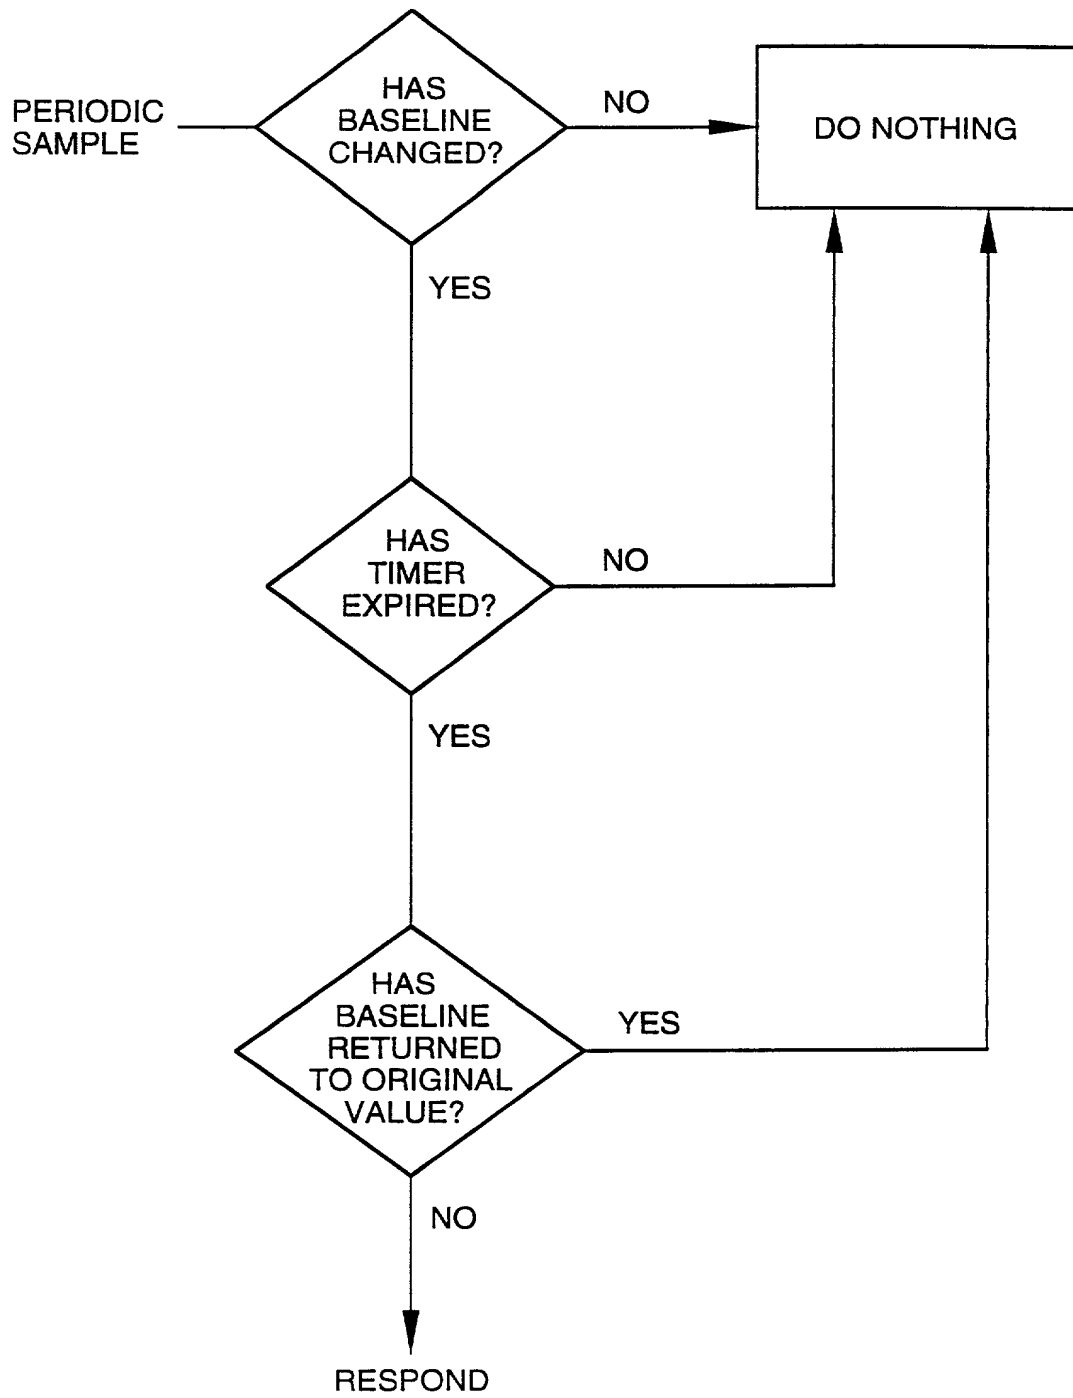 PERIODIC
SAMPLE
HAS
BASELINE
CHANGED?
NO
DO NOTHING
YES
HAS
TIMER
EXPIRED?
NO
YES
HAS
BASELINE
RETURNED
TO ORIGINAL
VALUE?
YES
NO
RESPOND